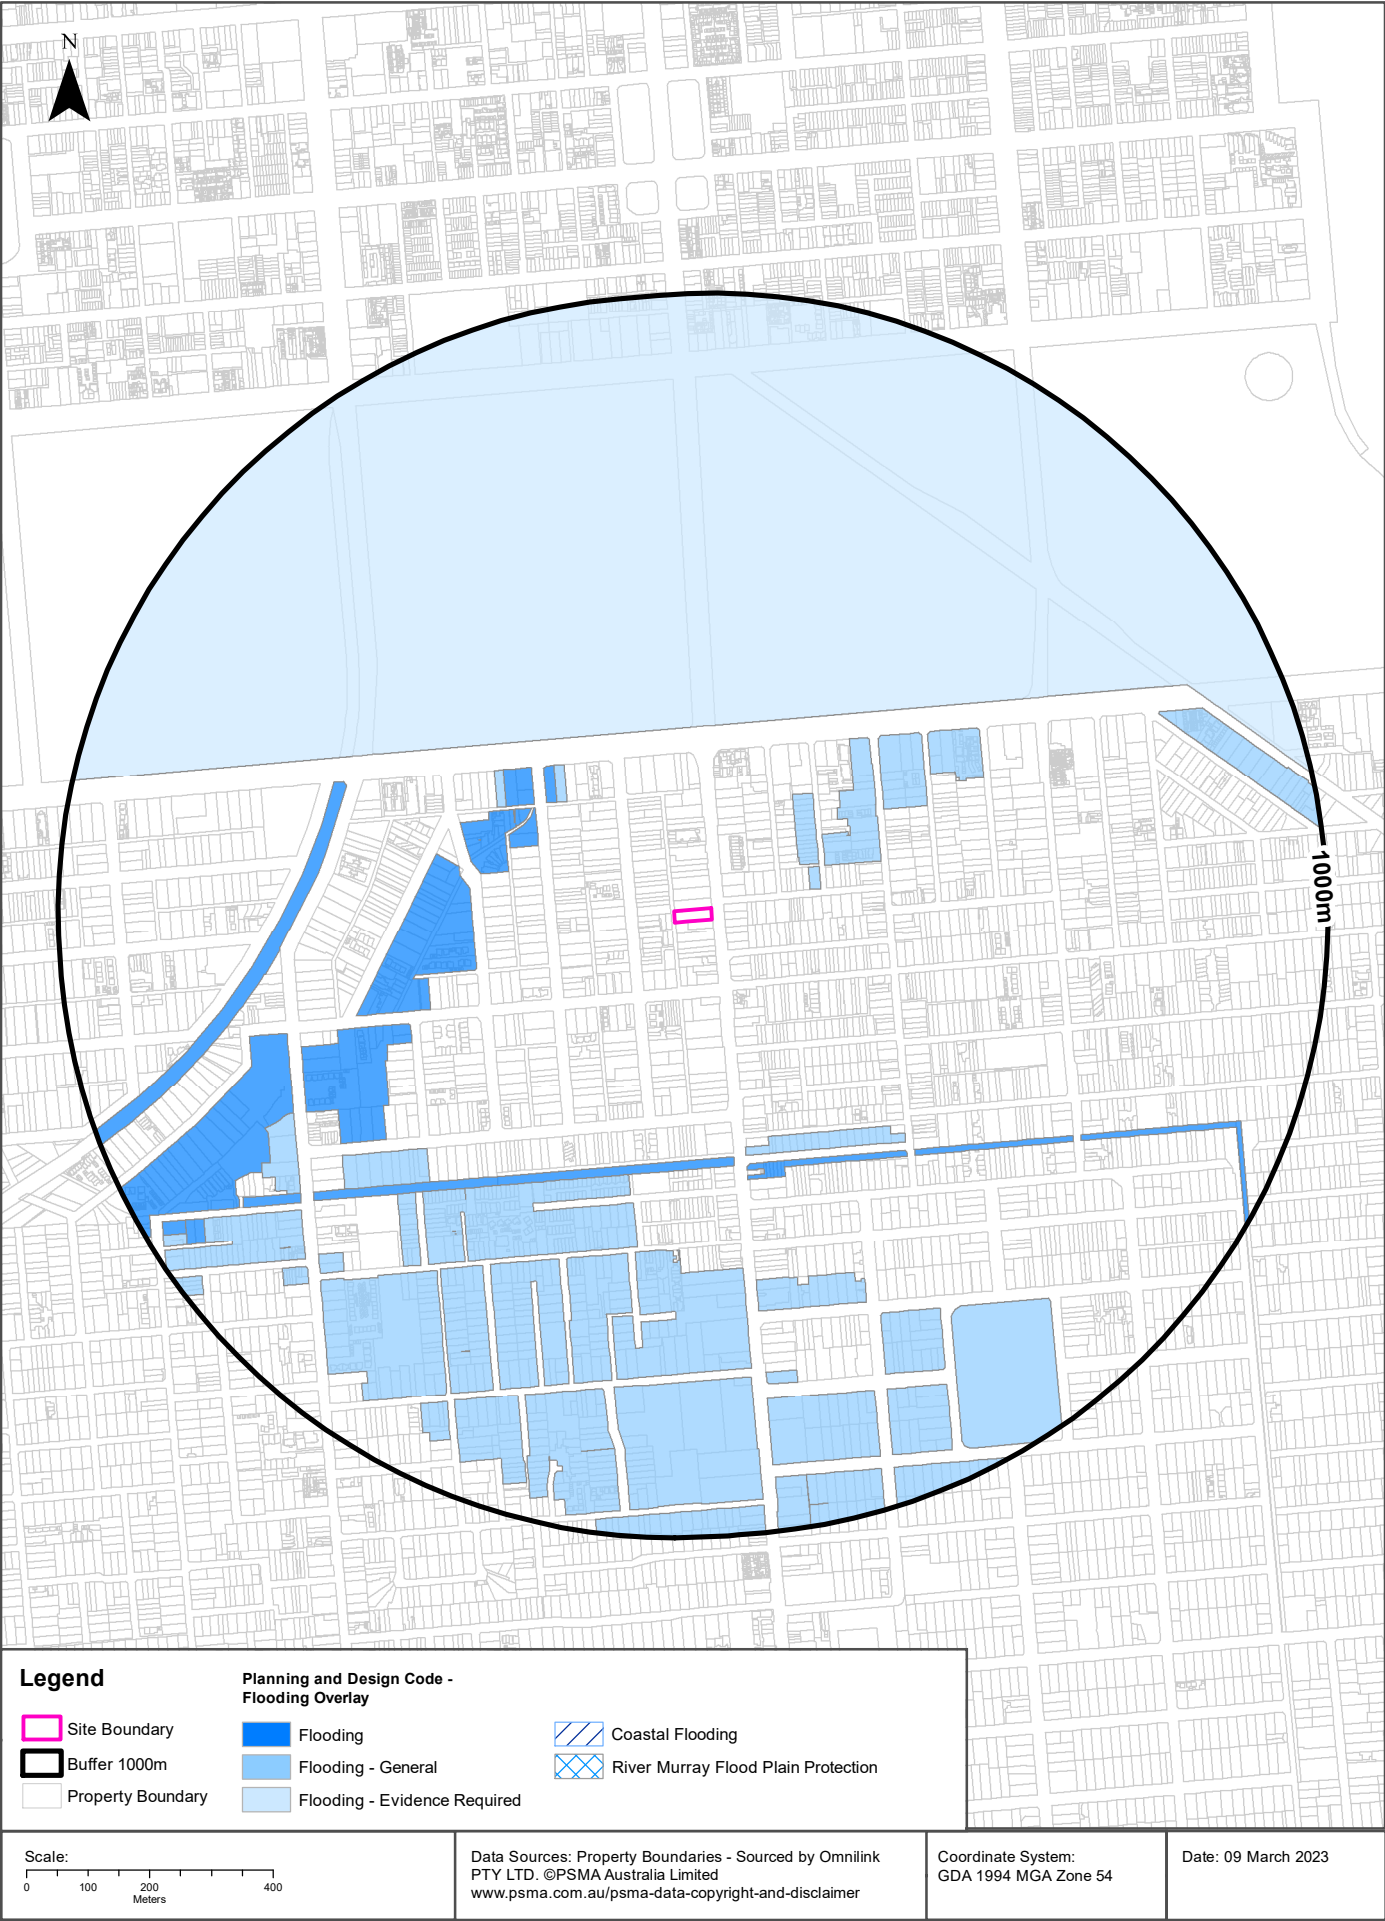 N
1000m
Legend
Site Boundary
Buffer 1000m
Property Boundary
Planning and Design Code -
Flooding Overlay
Flooding
Flooding - General
Flooding - Evidence Required
Coastal Flooding
River Murray Flood Plain Protection
Scale:
0 100 200 400
Meters
Data Sources: Property Boundaries - Sourced by Omnilink
PTY LTD. ©PSMA Australia Limited
www.psma.com.au/psma-data-copyright-and-disclaimer
Coordinate System:
GDA 1994 MGA Zone 54
Date: 09 March 2023